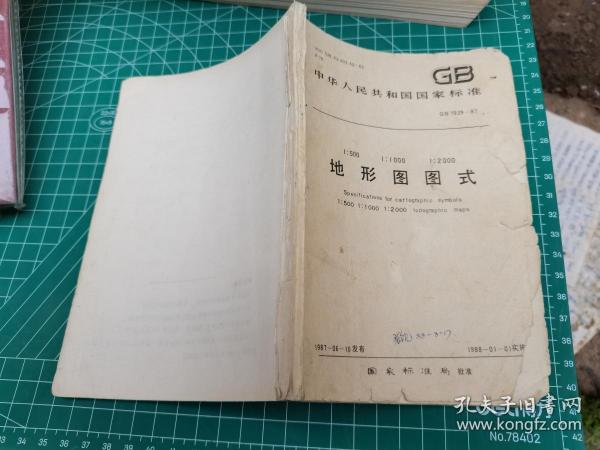 GB
中华人民共和国国家标准
GB 7929-87
1:500 1:1000 1:2000
地形图图式
Specifications for cartographic symbols
1:500 1:1000 1:2000 topographic maps
1987-06-10发布
1988-01-01实施
国家标准局 批准
孔夫子旧书网
No.78402